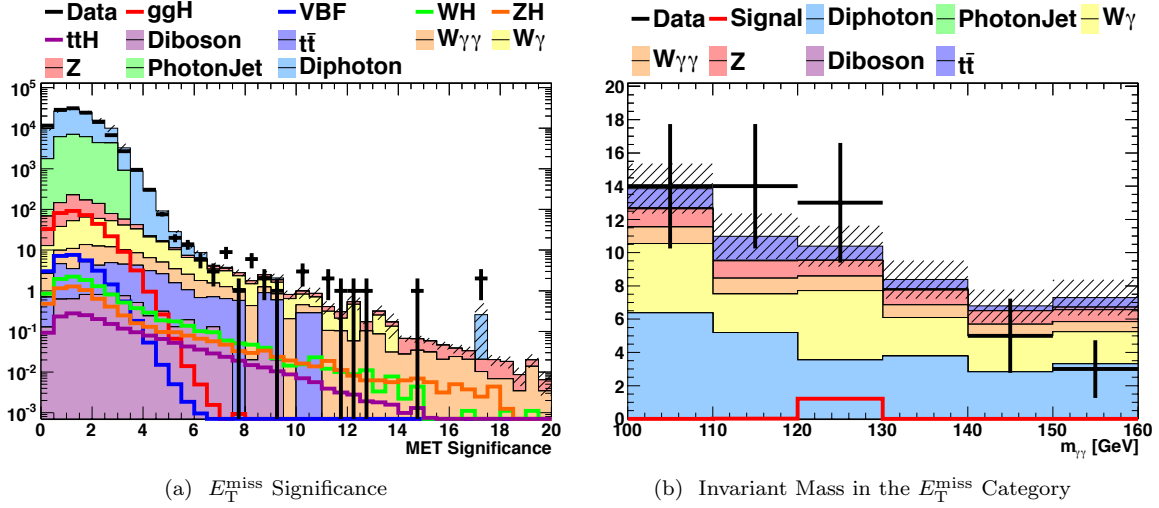 Data ggH VBF WH ZH
ttH Diboson tt̄ Wγγ Wγ
Z PhotonJet Diphoton
10⁵
10⁴
10³
10²
10
1
10⁻¹
10⁻²
10⁻³
0 2 4 6 8 10 12 14 16 18 20
MET Significance
(a) E_T^miss Significance
Data Signal Diphoton PhotonJet Wγ
Wγγ Z Diboson tt̄
20
18
16
14
12
10
8
6
4
2
0
100 110 120 130 140 150 160
m_γγ [GeV]
(b) Invariant Mass in the E_T^miss Category